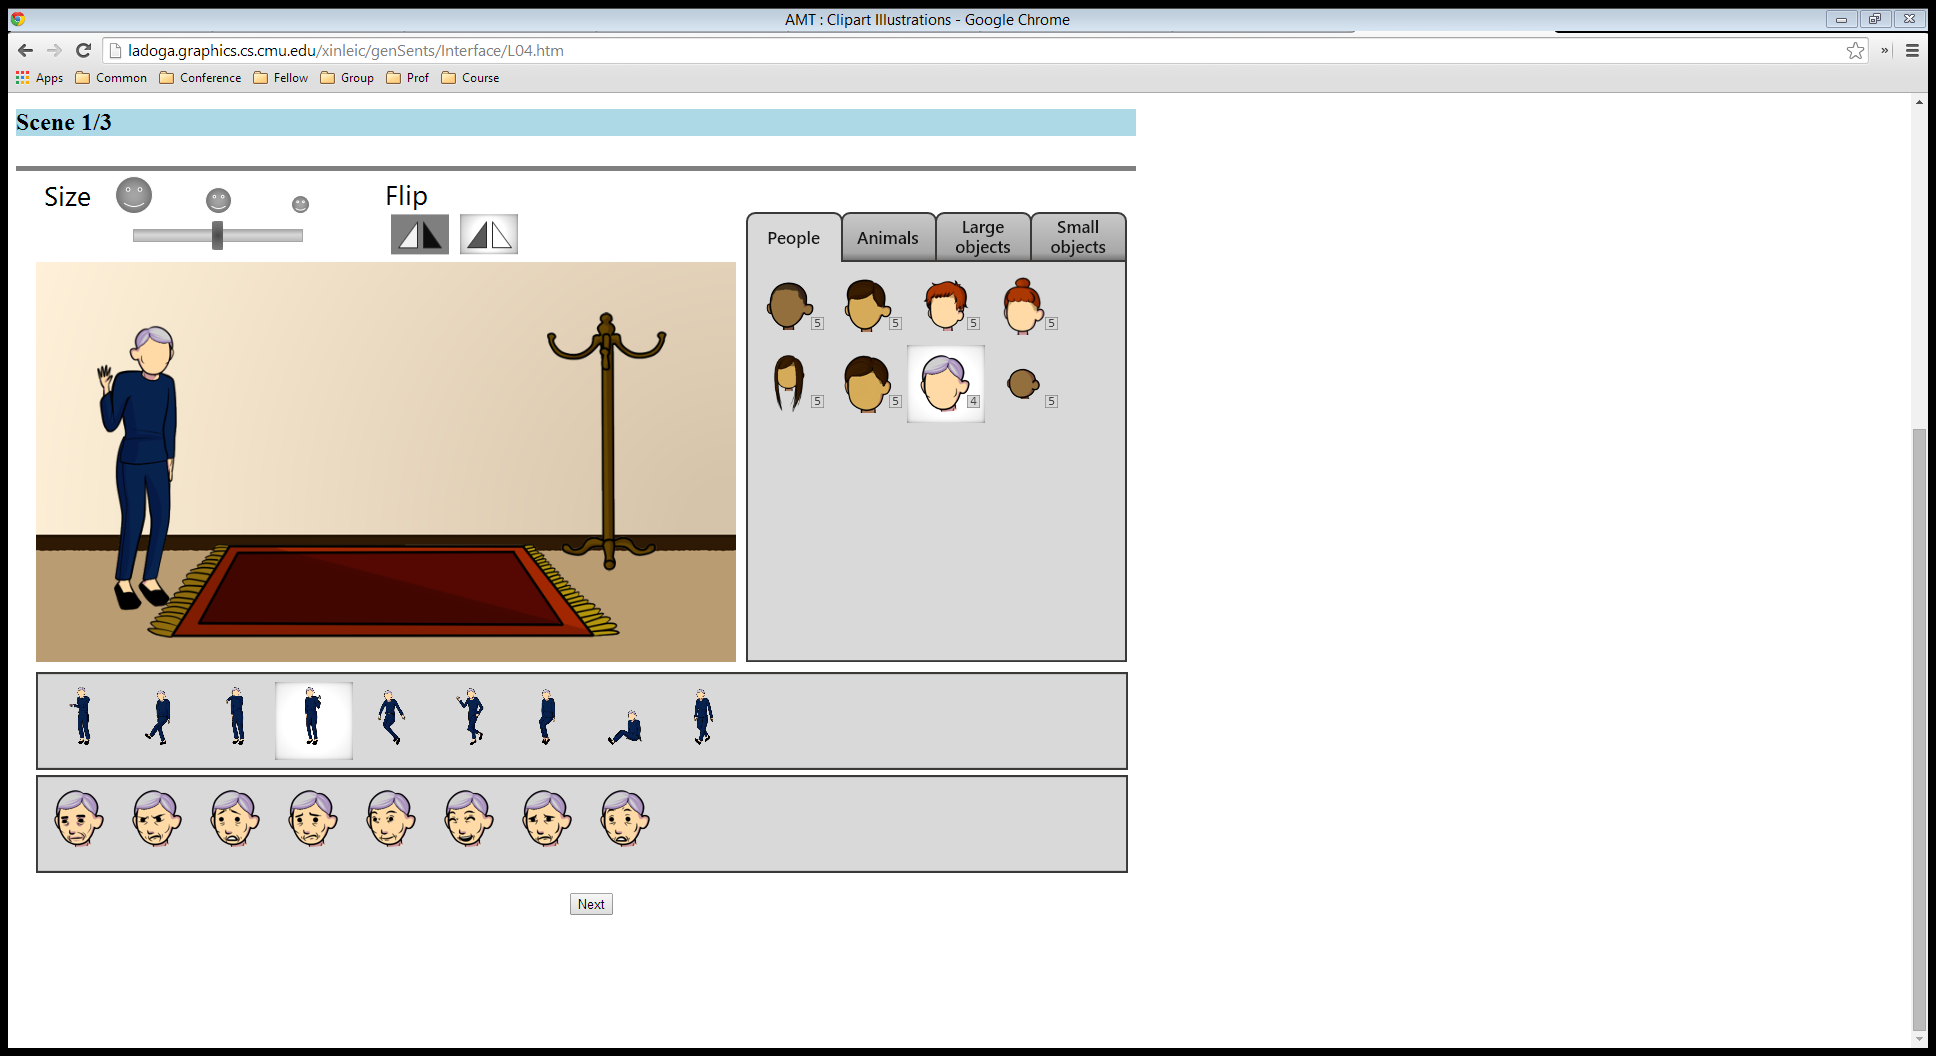 AMT : Clipart Illustrations - Google Chrome
ladoga.graphics.cs.cmu.edu/xinleic/genSents/Interface/L04.htm
»
Apps Common Conference Fellow Group Prof Course
Scene 1/3
Size Flip
People Animals Large objects Small objects
5 5 5 5
5 5 4 5
Next